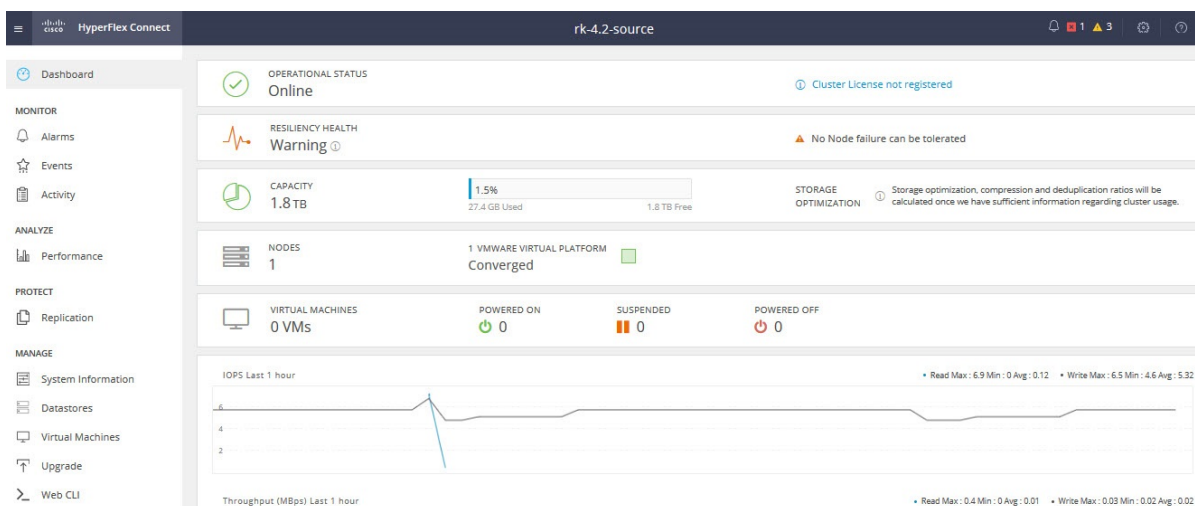 cisco HyperFlex Connect
rk-4.2-source
1 3
Dashboard
MONITOR
Alarms
Events
Activity
ANALYZE
Performance
PROTECT
Replication
MANAGE
System Information
Datastores
Virtual Machines
Upgrade
Web CLI
OPERATIONAL STATUS
Online
Cluster License not registered
RESILIENCY HEALTH
Warning
No Node failure can be tolerated
CAPACITY
1.8 TB
1.5%
27.4 GB Used 1.8 TB Free
STORAGE
OPTIMIZATION
Storage optimization, compression and deduplication ratios will be
calculated once we have sufficient information regarding cluster usage.
NODES
1
1 VMWARE VIRTUAL PLATFORM
Converged
VIRTUAL MACHINES
0 VMs
POWERED ON
0
SUSPENDED
0
POWERED OFF
0
IOPS Last 1 hour
Read Max : 6.9 Min : 0 Avg : 0.12 Write Max : 6.5 Min : 4.6 Avg : 5.32
6
4
2
Throughput (MBps) Last 1 hour
Read Max : 0.4 Min : 0 Avg : 0.01 Write Max : 0.03 Min : 0.02 Avg : 0.02